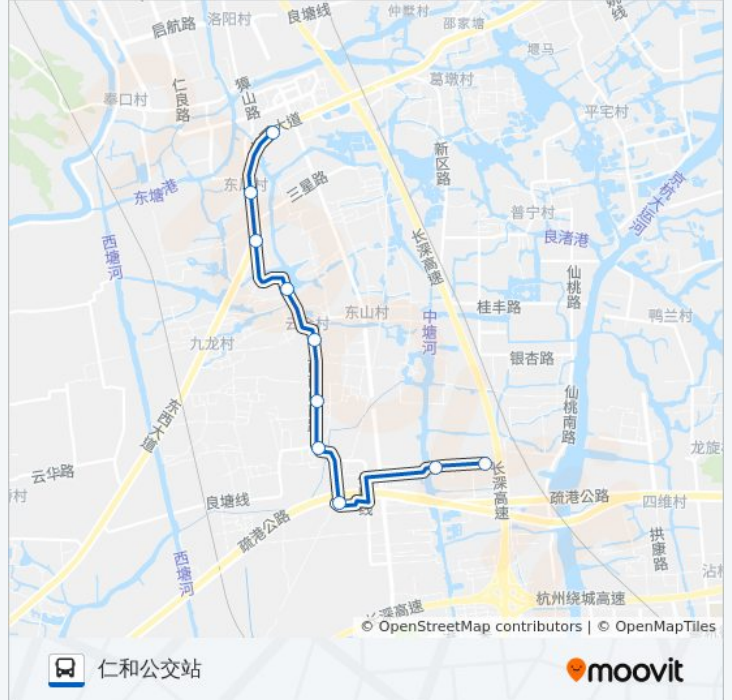 仲墅村
洛阳村
良塘线
启航路
邵家塘
堰马
葛墩村
仁良路
獐山路
奉口村
平宅村
大道
新区路
三星路
东塘港
京杭大运河
普宁村
良渚港
西塘河
长深高速
仙桃路
桂丰路
东山村
中塘河
鸭兰村
九龙村
银杏路
仙桃南路
东西大道
龙旋
云华路
长深高速
良塘线
疏港公路
四维村
疏港公路
线
拱康路
西塘河
沾
杭州绕城高速
长深高速
© OpenStreetMap contributors | © OpenMapTiles
仁和公交站
moovit